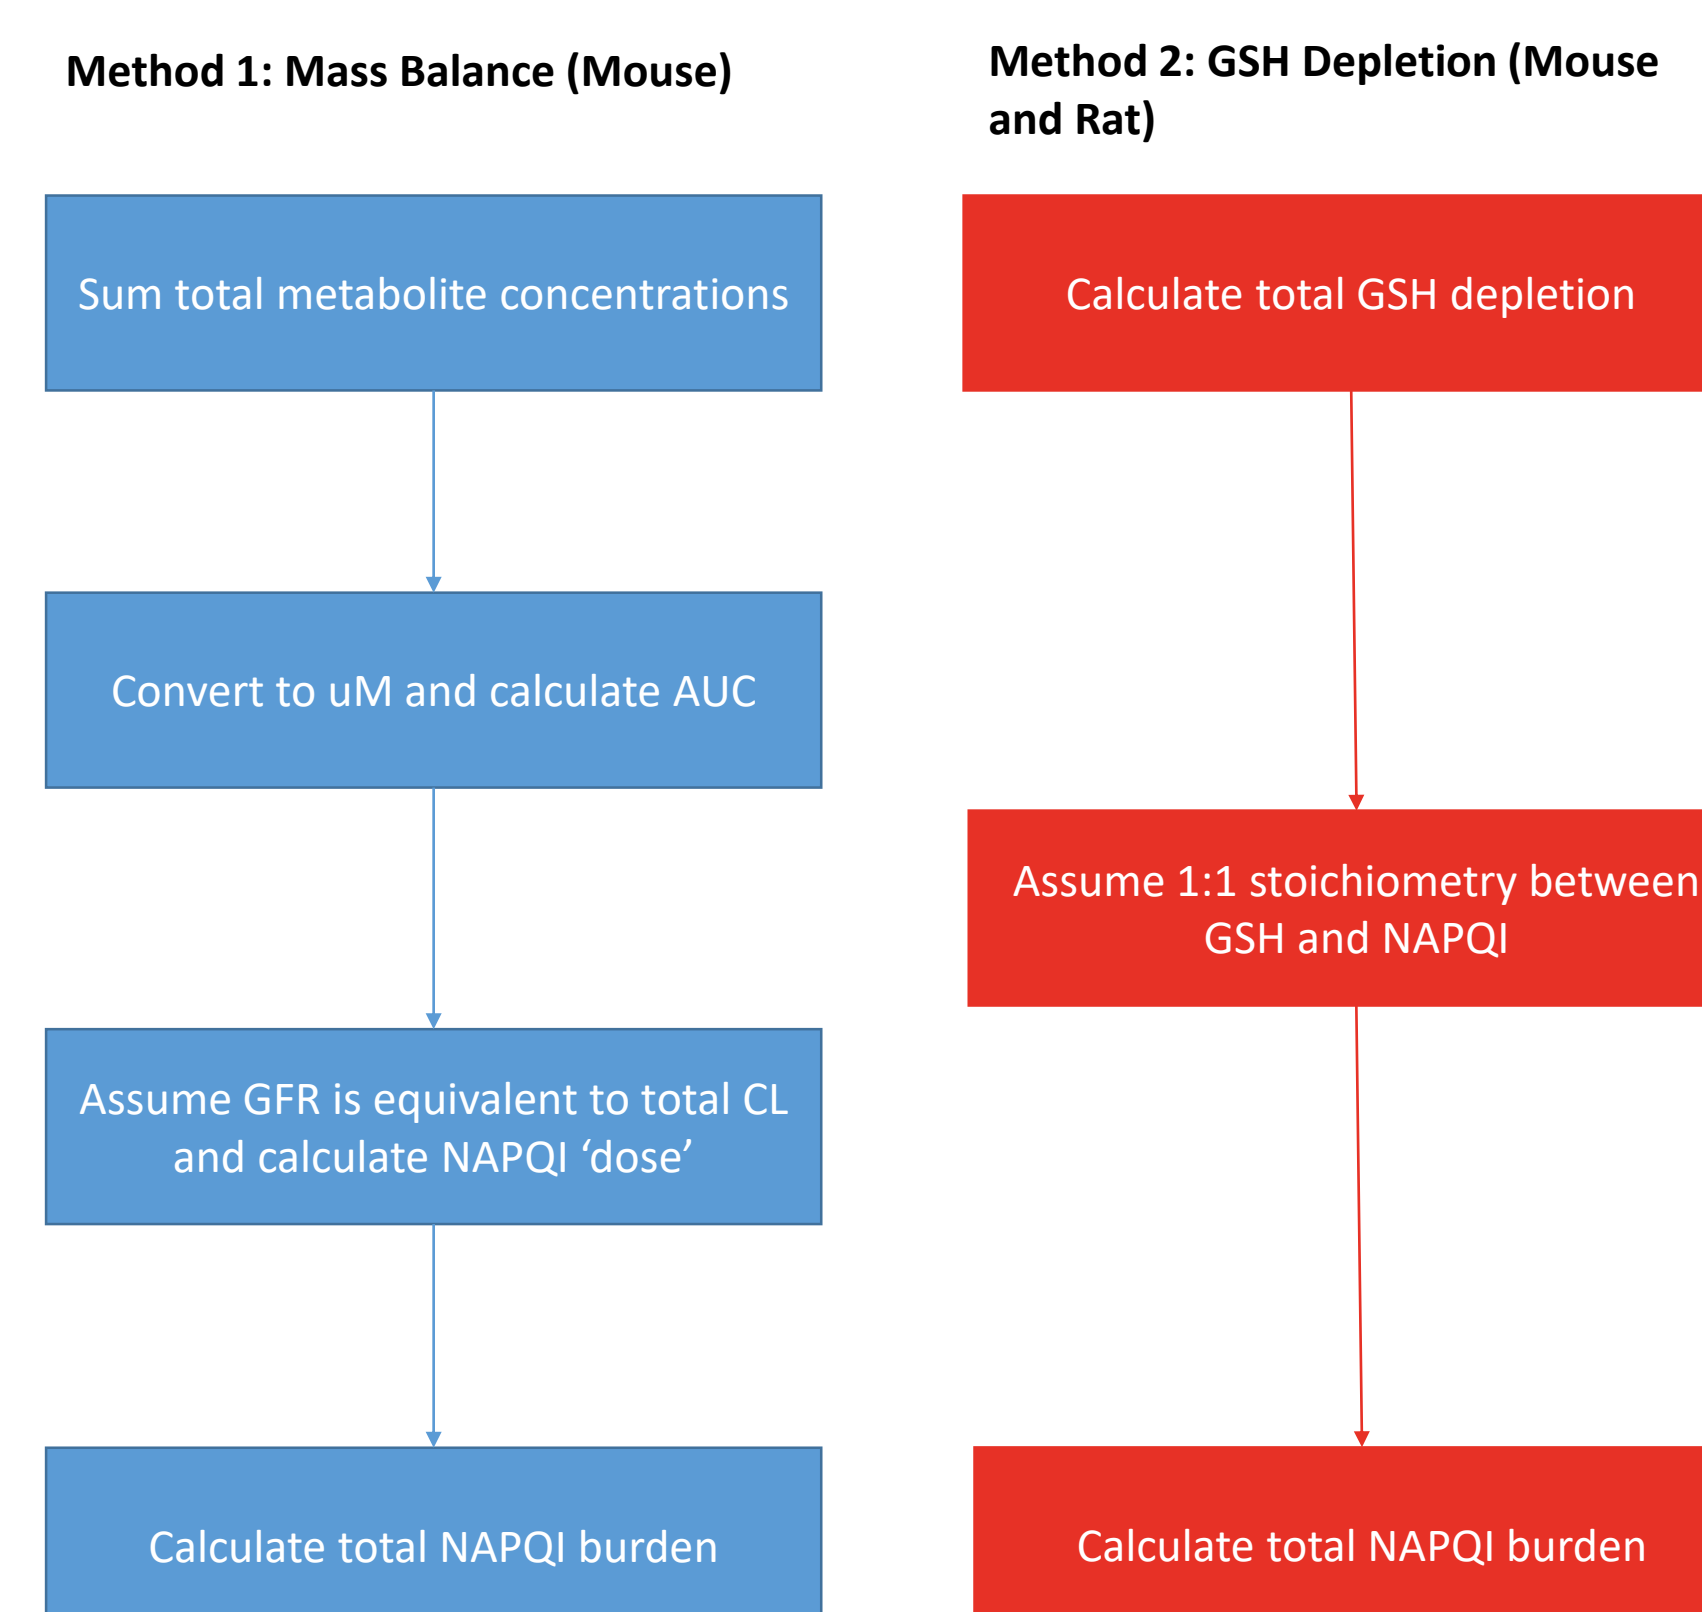 Method 1: Mass Balance (Mouse)
Sum total metabolite concentrations
Convert to uM and calculate AUC
Assume GFR is equivalent to total CL
and calculate NAPQI ‘dose’
Calculate total NAPQI burden
Method 2: GSH Depletion (Mouse
and Rat)
Calculate total GSH depletion
Assume 1:1 stoichiometry between
GSH and NAPQI
Calculate total NAPQI burden